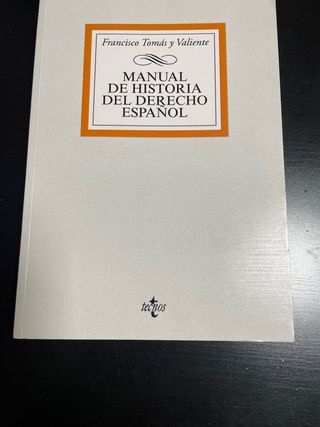 Francisco Tomás y Valiente
MANUAL
DE HISTORIA
DEL DERECHO
ESPAÑOL
tecnos